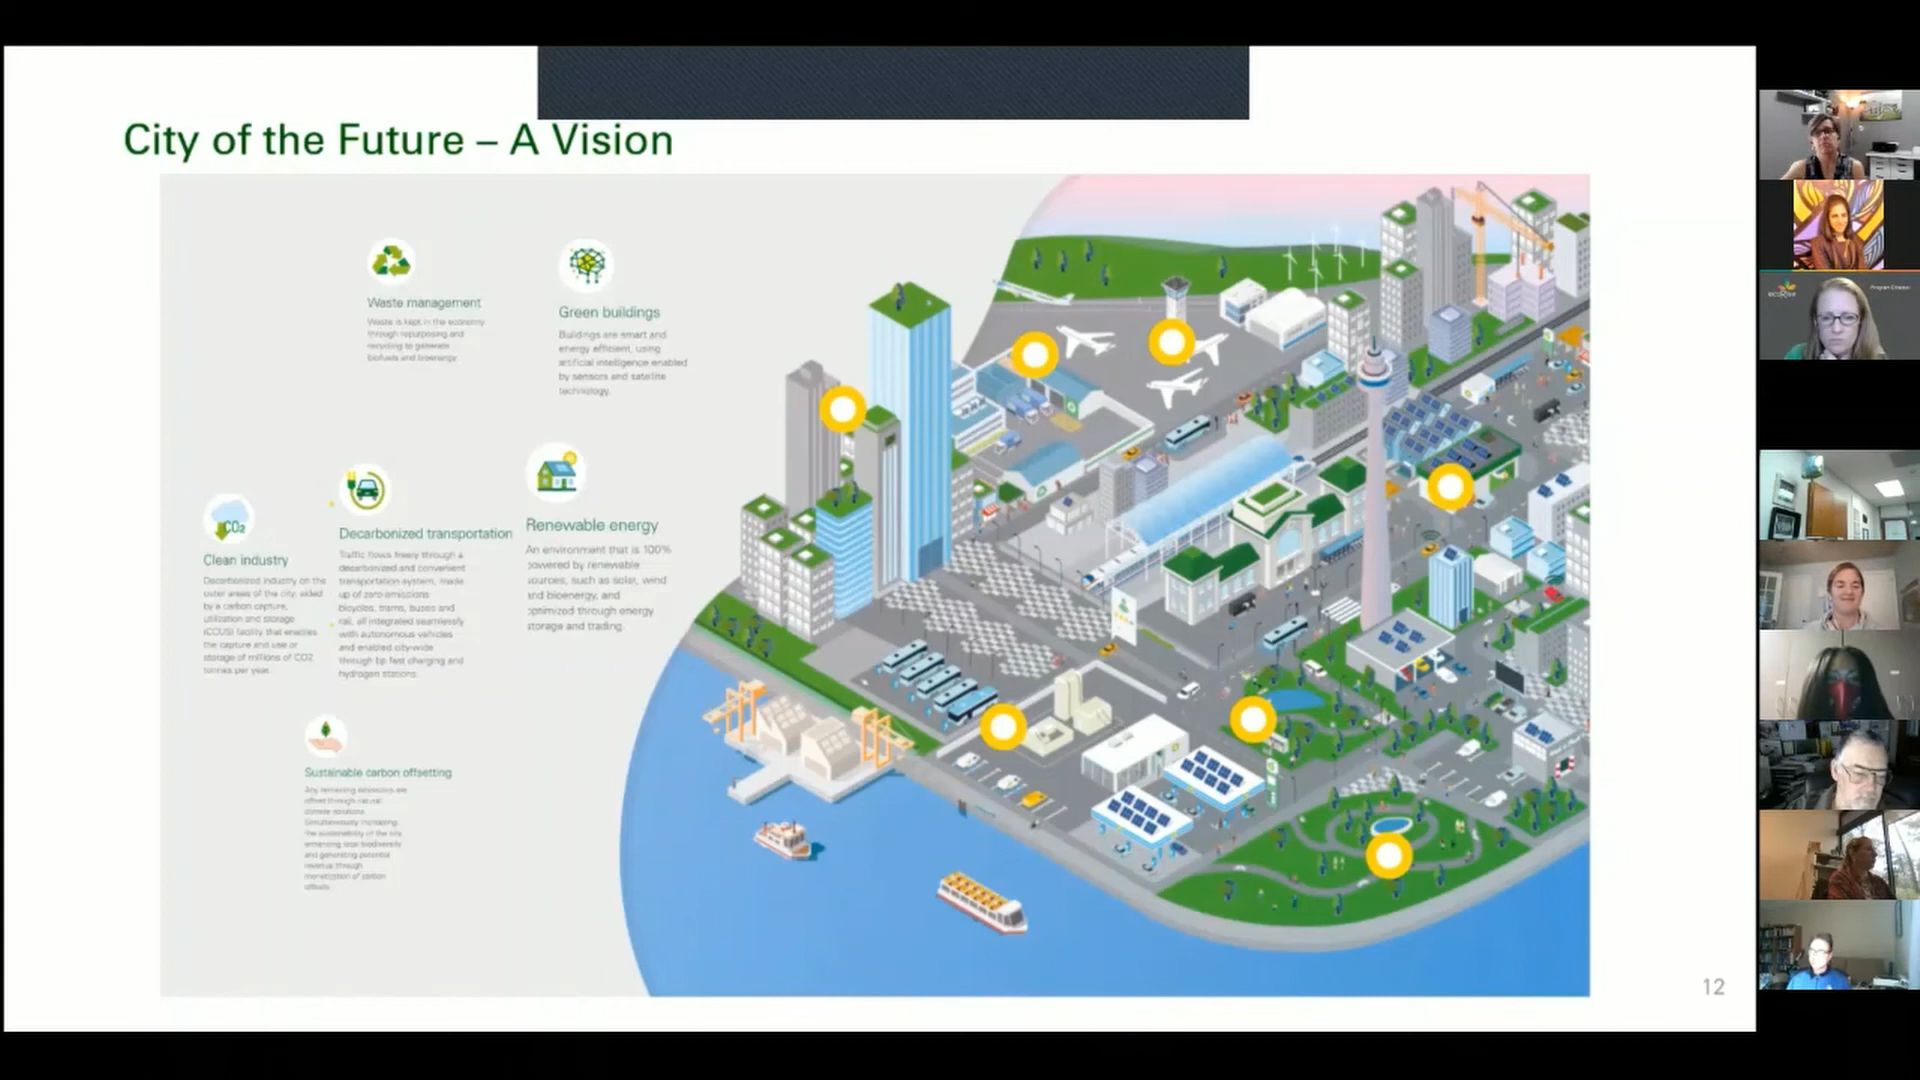 City of the Future – A Vision
Waste management
Waste is kept in the economy
through repurposing and
recycling to generate
biofuels and bioenergy
Green buildings
Buildings are smart and
energy efficient, using
artificial intelligence enabled
by sensors and satellite
technology.
CO2
Clean industry
Decarbonized industry on the
outer areas of the city, aided
by a carbon capture,
utilization and storage
(CCUS) facility that enables
the capture and use or
storage of millions of CO2
tonnes per year.
Decarbonized transportation
Traffic flows freely through a
decarbonized and convenient
transportation system, made
up of zero emissions
bicycles, trams, buses and
rail, all integrated seamlessly
with autonomous vehicles
and enabled city-wide
through bp fast charging and
hydrogen stations.
Renewable energy
An environment that is 100%
powered by renewable
sources, such as solar, wind
and bioenergy, and
optimized through energy
storage and trading.
Sustainable carbon offsetting
Any remaining emissions are
offset through natural
climate solutions.
Simultaneously increasing
the sustainability of the city,
enhancing local biodiversity
and generating potential
revenue through
monetization of carbon
offsets.
12